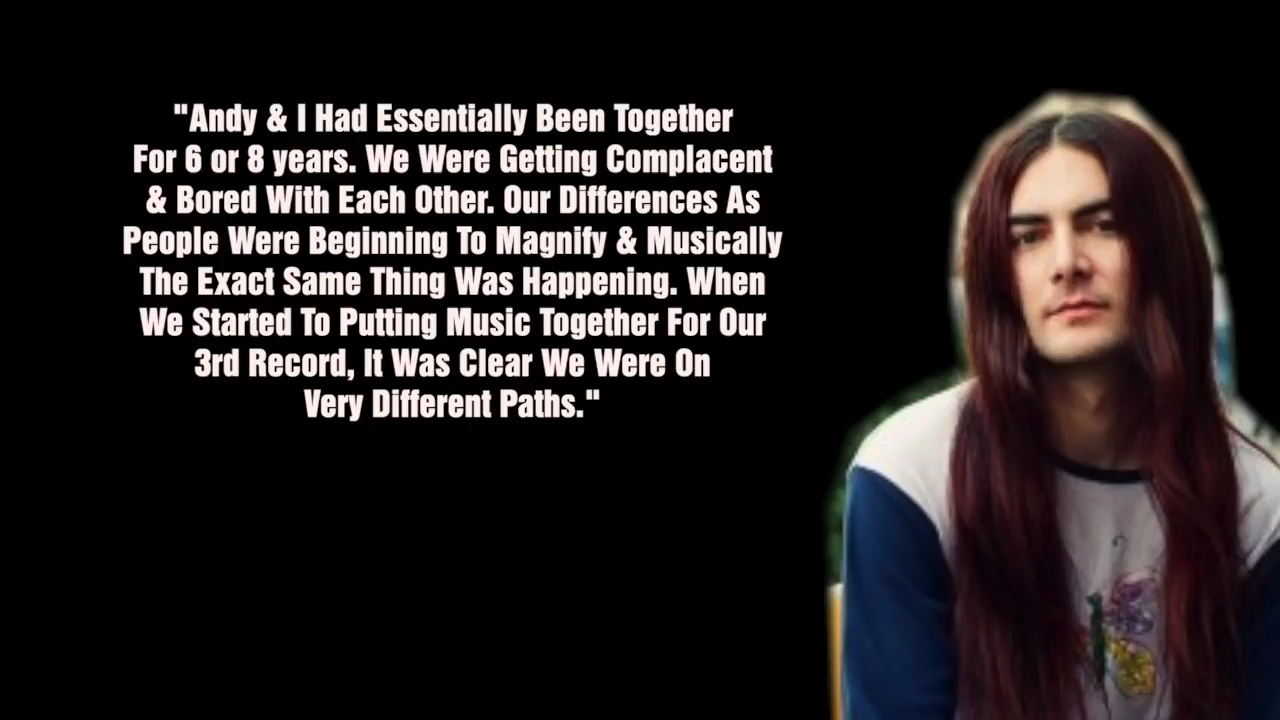 "Andy & I Had Essentially Been Together
For 6 or 8 years. We Were Getting Complacent
& Bored With Each Other. Our Differences As
People Were Beginning To Magnify & Musically
The Exact Same Thing Was Happening. When
We Started To Putting Music Together For Our
3rd Record, It Was Clear We Were On
Very Different Paths."